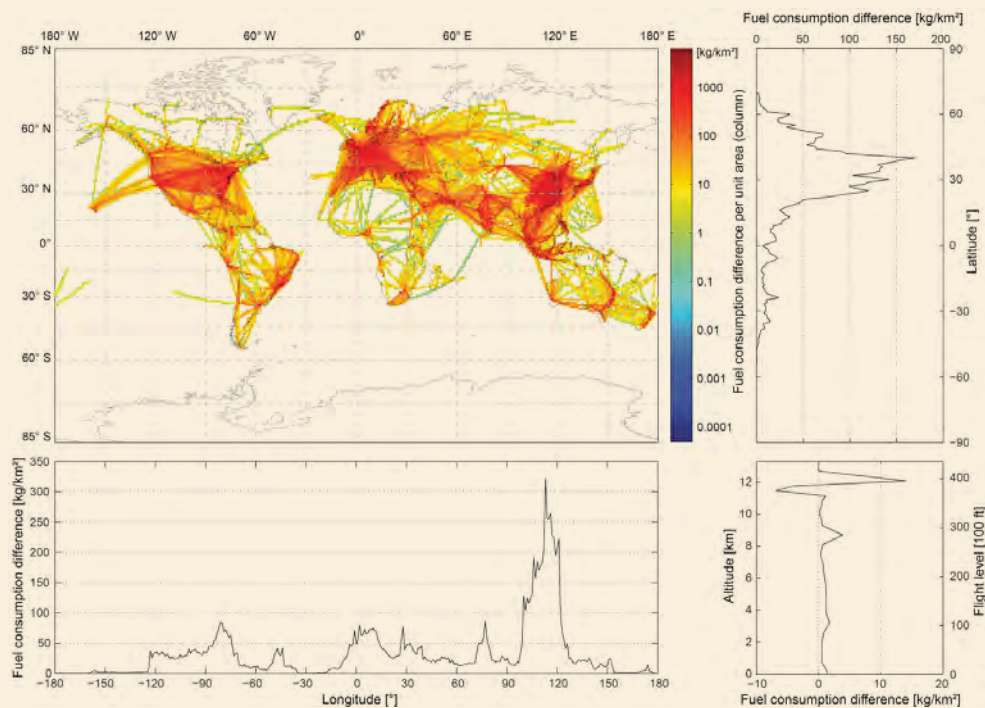 Fuel consumption difference [kg/km²]
0 50 100 150 200
180° W 120° W 60° W 0° 60° E 120° E 180° E
85° N
60° N
30° N
0°
30° S
60° S
85° S
[kg/km²]
1000
100
10
1
0.1
0.01
0.001
0.0001
Fuel consumption difference per unit area (column)
90
60
30
0
−30
−60
−90
Latitude [°]
350
300
250
200
150
100
50
0
Fuel consumption difference [kg/km²]
−180 −150 −120 −90 −60 −30 0 30 60 90 120 150 180
Longitude [°]
12
10
8
6
4
2
0
Altitude [km]
400
300
200
100
0
Flight level [100 ft]
−10 0 10
Fuel consumption difference [kg/km²]